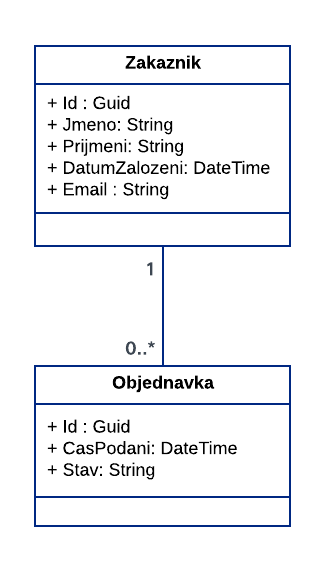 Zakaznik
+ Id : Guid
+ Jmeno: String
+ Prijmeni: String
+ DatumZalozeni: DateTime
+ Email : String
1
0..*
Objednavka
+ Id : Guid
+ CasPodani: DateTime
+ Stav: String